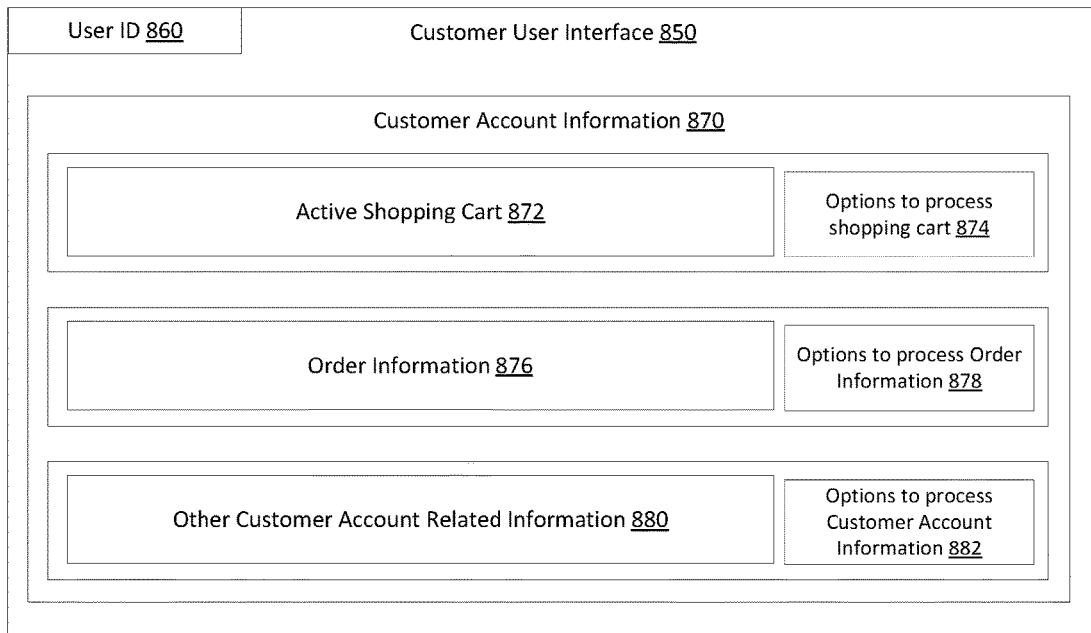 User ID 860
Customer User Interface 850
Customer Account Information 870
Active Shopping Cart 872
Options to process
shopping cart 874
Order Information 876
Options to process Order
Information 878
Other Customer Account Related Information 880
Options to process
Customer Account
Information 882